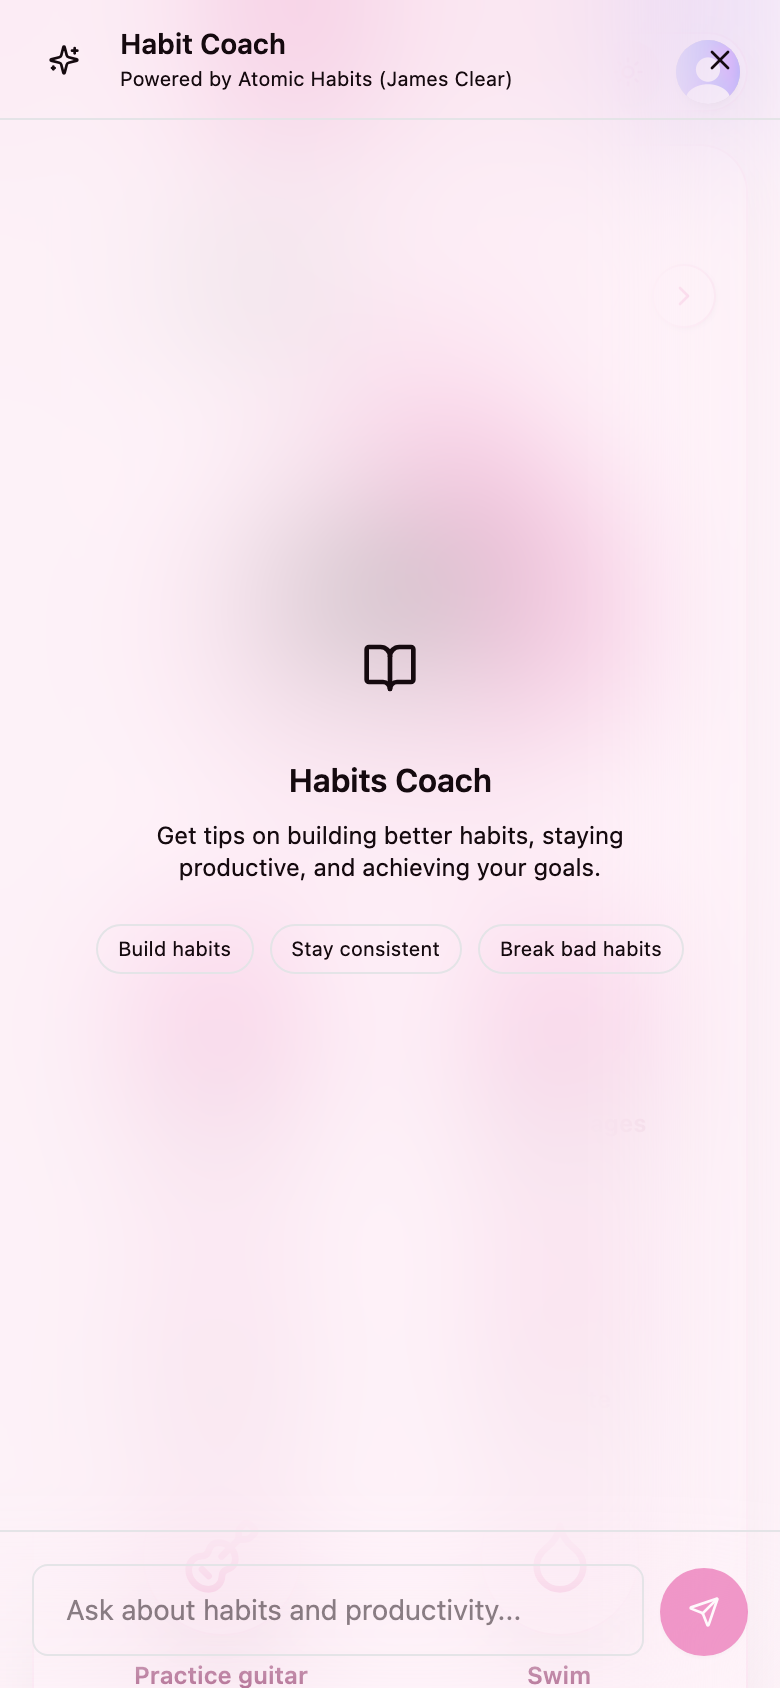 Habit Coach
Powered by Atomic Habits (James Clear)
Habits Coach
Get tips on building better habits, staying
productive, and achieving your goals.
Build habits
Stay consistent
Break bad habits
Ask about habits and productivity...
Practice guitar
Swim